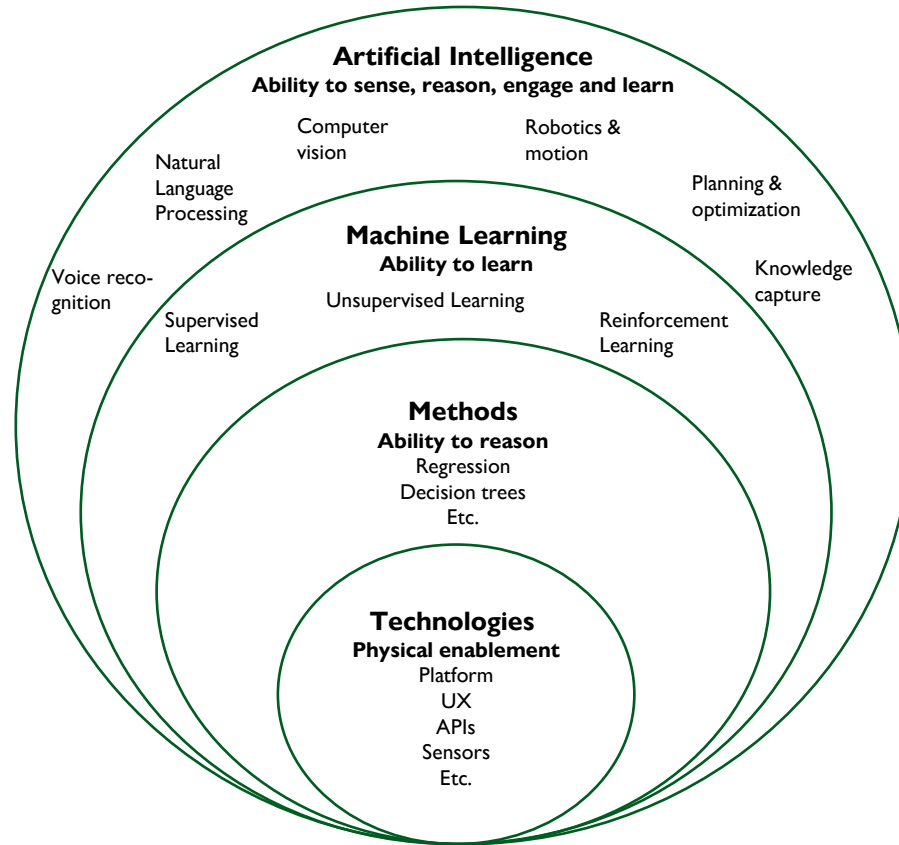 Artificial Intelligence
Ability to sense, reason, engage and learn
Computer
vision
Robotics &
motion
Natural
Language
Processing
Planning &
optimization
Voice reco-
gnition
Knowledge
capture
Machine Learning
Ability to learn
Unsupervised Learning
Supervised
Learning
Reinforcement
Learning
Methods
Ability to reason
Regression
Decision trees
Etc.
Technologies
Physical enablement
Platform
UX
APIs
Sensors
Etc.